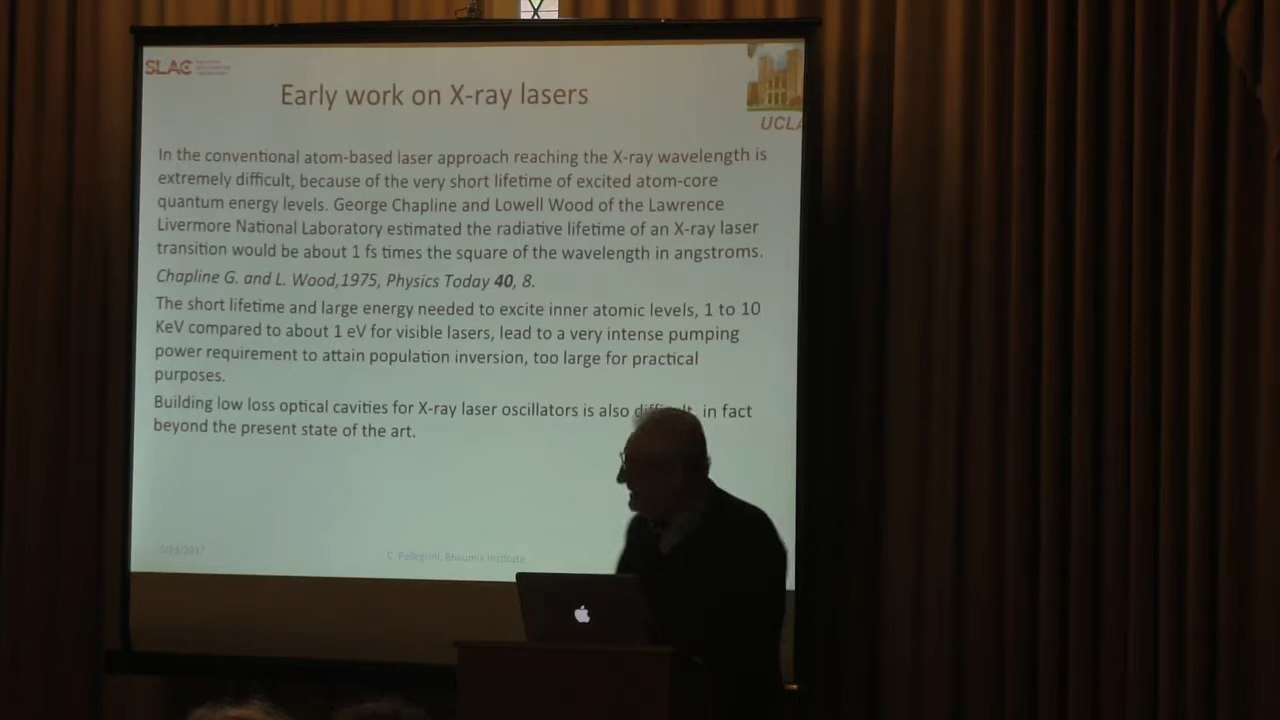 SLAC
Early work on X-ray lasers
UCLA
In the conventional atom-based laser approach reaching the X-ray wavelength is
extremely difficult, because of the very short lifetime of excited atom-core
quantum energy levels. George Chapline and Lowell Wood of the Lawrence
Livermore National Laboratory estimated the radiative lifetime of an X-ray laser
transition would be about 1 fs times the square of the wavelength in angstroms.
Chapline G. and L. Wood,1975, Physics Today 40, 8.
The short lifetime and large energy needed to excite inner atomic levels, 1 to 10
KeV compared to about 1 eV for visible lasers, lead to a very intense pumping
power requirement to attain population inversion, too large for practical
purposes.
Building low loss optical cavities for X-ray laser oscillators is also difficult, in fact
beyond the present state of the art.
C. Pellegrini, Bhaumik Institute